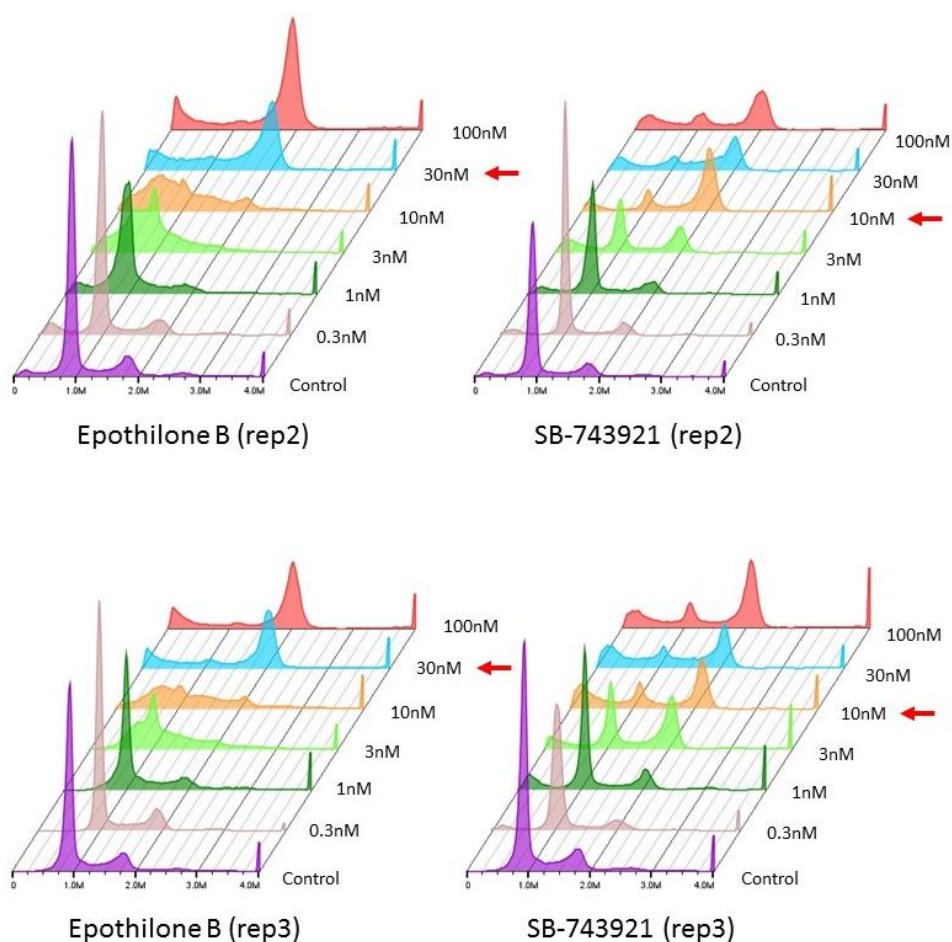 100nM
30nM
10nM
3nM
1nM
0.3nM
Control
0 1.0M 2.0M 3.0M 4.0M
Epothilone B (rep2)
100nM
30nM
10nM
3nM
1nM
0.3nM
Control
0 1.0M 2.0M 3.0M 4.0M
SB-743921 (rep2)
100nM
30nM
10nM
3nM
1nM
0.3nM
Control
0 1.0M 2.0M 3.0M 4.0M
Epothilone B (rep3)
100nM
30nM
10nM
3nM
1nM
0.3nM
Control
0 1.0M 2.0M 3.0M 4.0M
SB-743921 (rep3)